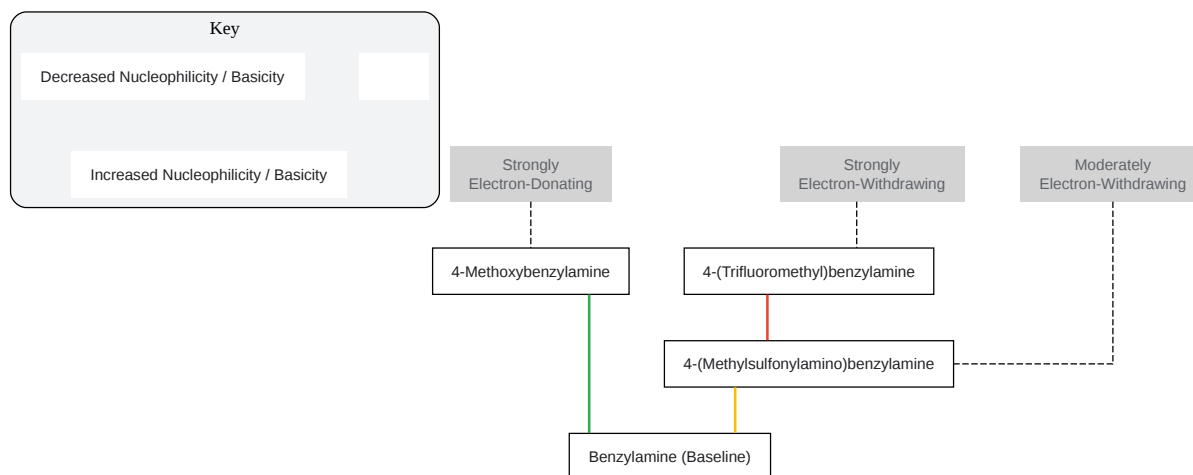 Key
Decreased Nucleophilicity / Basicity
Increased Nucleophilicity / Basicity
Strongly
Electron-Donating
Strongly
Electron-Withdrawing
Moderately
Electron-Withdrawing
4-Methoxybenzylamine
4-(Trifluoromethyl)benzylamine
4-(Methylsulfonylamino)benzylamine
Benzylamine (Baseline)